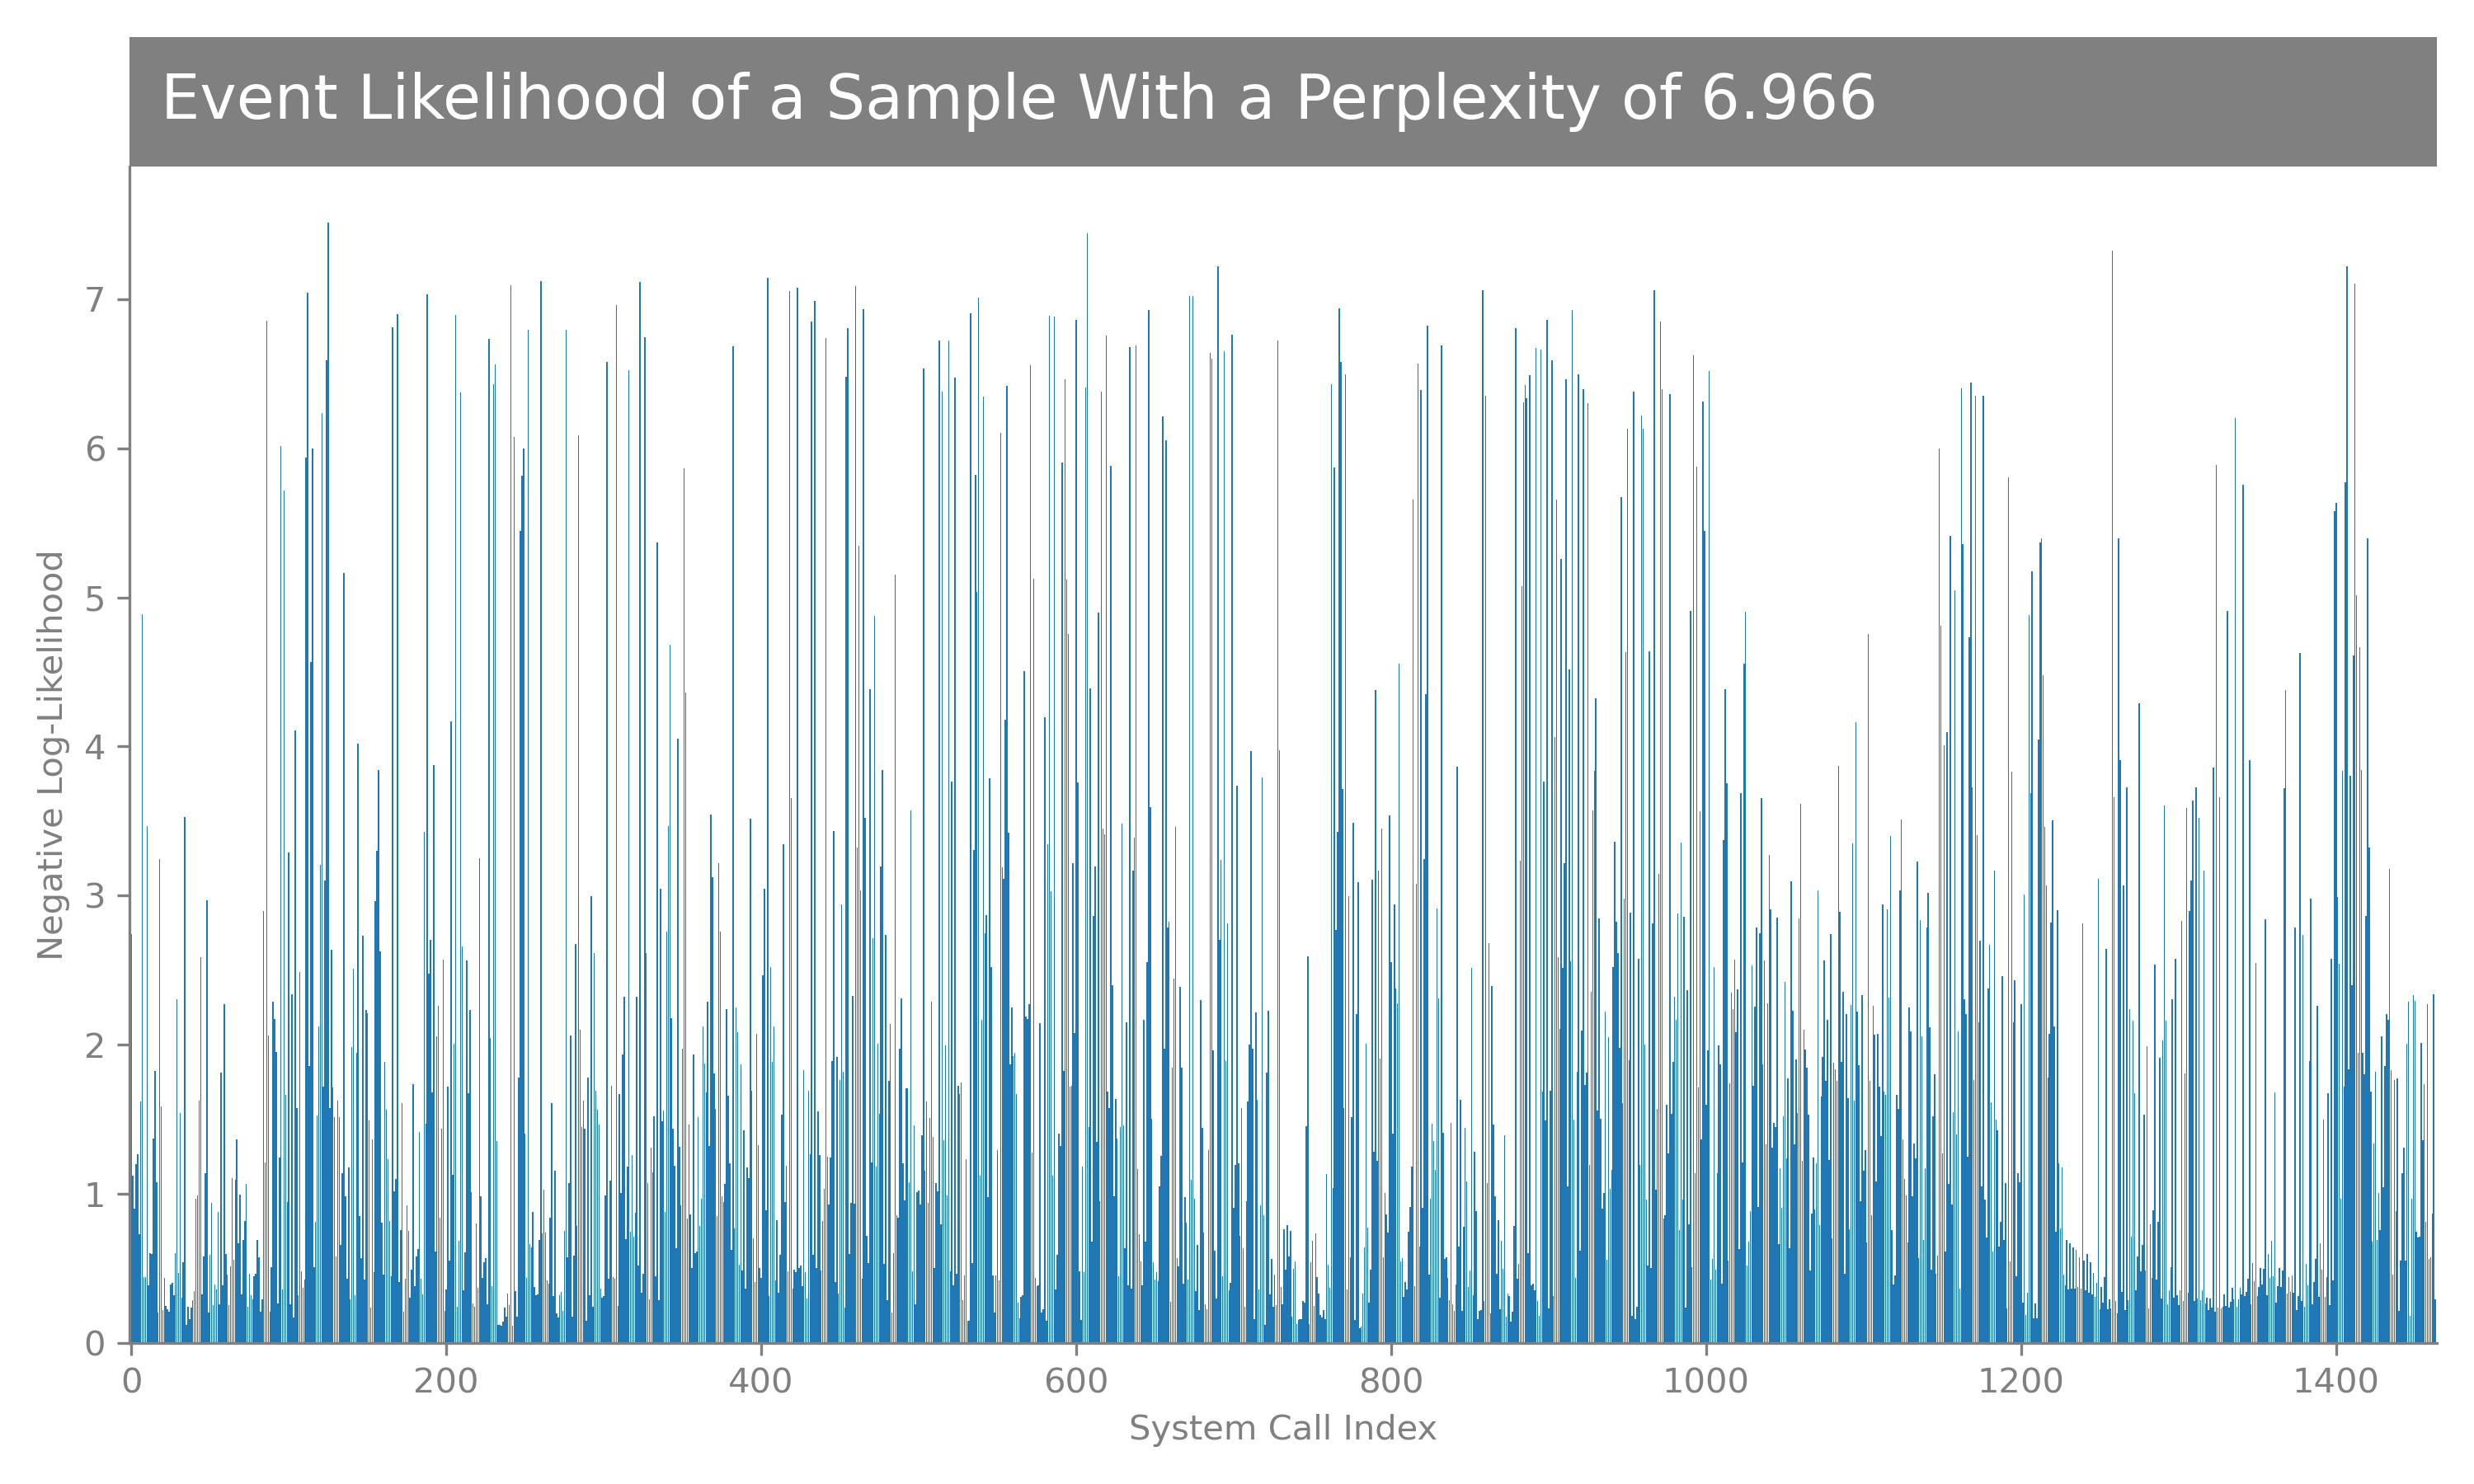 Event Likelihood of a Sample With a Perplexity of 6.966
Negative Log-Likelihood
7
6
5
4
3
2
1
0
0 200 400 600 800 1000 1200 1400
System Call Index